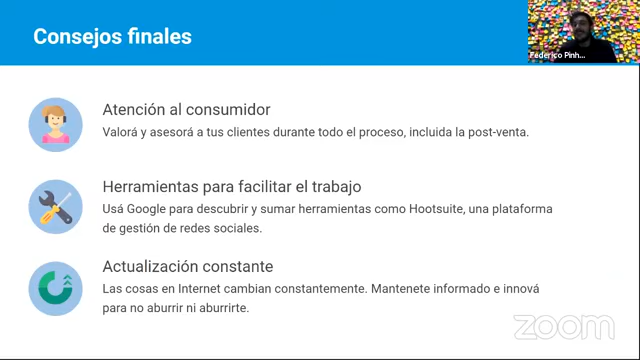 Consejos finales
Federico Pinh...
Atención al consumidor
Valorá y asesorá a tus clientes durante todo el proceso, incluida la post-venta.
Herramientas para facilitar el trabajo
Usá Google para descubrir y sumar herramientas como Hootsuite, una plataforma
de gestión de redes sociales.
Actualización constante
Las cosas en Internet cambian constantemente. Mantenete informado e innová
para no aburrir ni aburrirte.
zoom